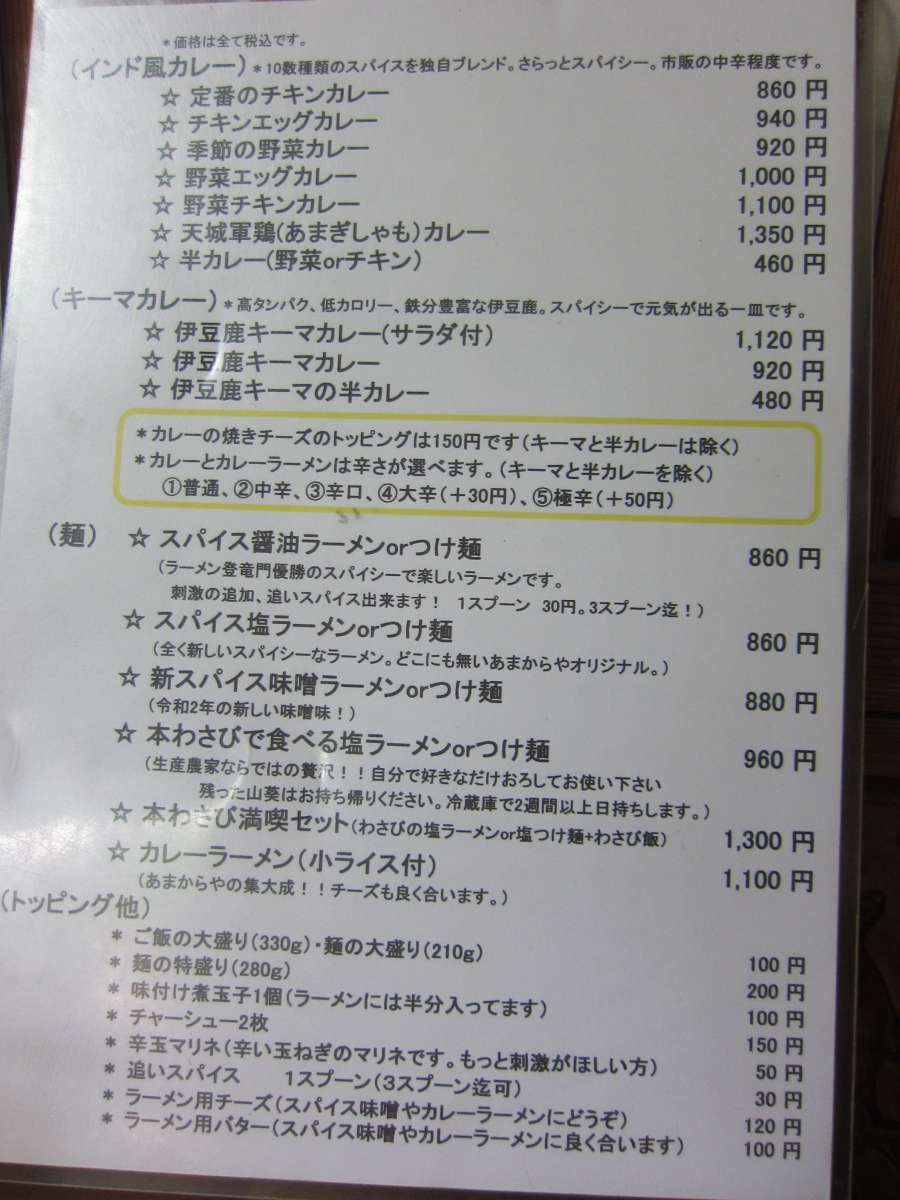 *価格は全て税込です。
（インド風カレー）*10数種類のスパイスを独自ブレンド。さらっとスパイシー。市販の中辛程度です。
☆ 定番のチキンカレー 860 円
☆ チキンエッグカレー 940 円
☆ 季節の野菜カレー 920 円
☆ 野菜エッグカレー 1,000 円
☆ 野菜チキンカレー 1,100 円
☆ 天城軍鶏(あまぎしゃも)カレー 1,350 円
☆ 半カレー(野菜orチキン) 460 円
（キーマカレー）*高タンパク、低カロリー、鉄分豊富な伊豆鹿。スパイシーで元気が出る一皿です。
☆ 伊豆鹿キーマカレー(サラダ付) 1,120 円
☆ 伊豆鹿キーマカレー 920 円
☆ 伊豆鹿キーマの半カレー 480 円
*カレーの焼きチーズのトッピングは150円です(キーマと半カレーは除く)
*カレーとカレーラーメンは辛さが選べます。(キーマと半カレーを除く)
①普通、②中辛、③辛口、④大辛(＋30円)、⑤極辛(＋50円)
（麺） ☆ スパイス醤油ラーメンorつけ麺 860 円
(ラーメン登竜門優勝のスパイシーで楽しいラーメンです。
刺激の追加、追いスパイス出来ます！ 1スプーン 30円。3スプーン迄！)
☆ スパイス塩ラーメンorつけ麺 860 円
(全く新しいスパイシーなラーメン。どこにも無いあまからやオリジナル。)
☆ 新スパイス味噌ラーメンorつけ麺 880 円
(令和2年の新しい味噌味！)
☆ 本わさびで食べる塩ラーメンorつけ麺 960 円
(生産農家ならではの贅沢！！自分で好きなだけおろしてお使い下さい
残った山葵はお持ち帰りください。冷蔵庫で2週間以上日持ちします。)
☆ 本わさび満喫セット(わさびの塩ラーメンor塩つけ麺+わさび飯) 1,300 円
☆ カレーラーメン(小ライス付) 1,100 円
(あまからやの集大成！！チーズも良く合います。)
（トッピング他）
* ご飯の大盛り(330g)・麺の大盛り(210g) 100 円
* 麺の特盛り(280g) 200 円
* 味付け煮玉子1個(ラーメンには半分入ってます) 100 円
* チャーシュー2枚 150 円
* 辛玉マリネ(辛い玉ねぎのマリネです。もっと刺激がほしい方) 50 円
* 追いスパイス 1スプーン(3スプーン迄可) 30 円
* ラーメン用チーズ(スパイス味噌やカレーラーメンにどうぞ) 120 円
* ラーメン用バター(スパイス味噌やカレーラーメンに良く合います) 100 円